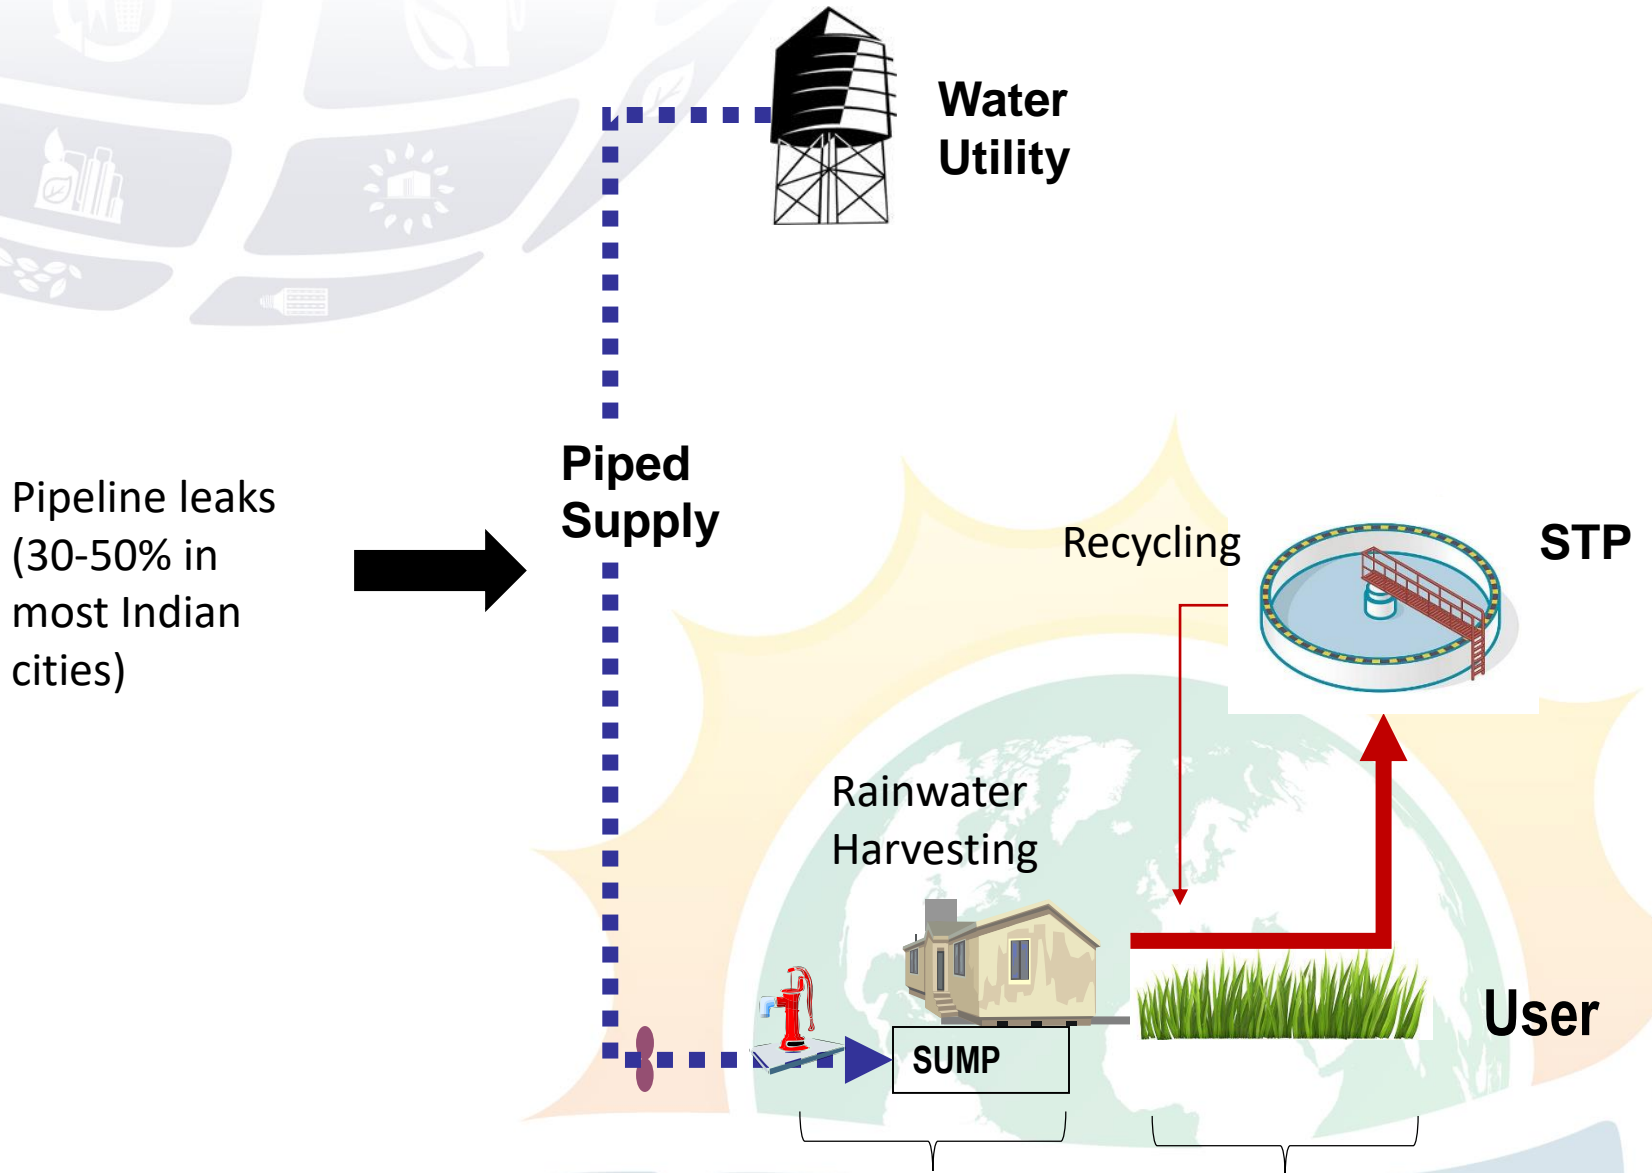 Water
Utility
Piped
Supply
Pipeline leaks
(30-50% in
most Indian
cities)
Recycling
STP
Rainwater
Harvesting
User
SUMP